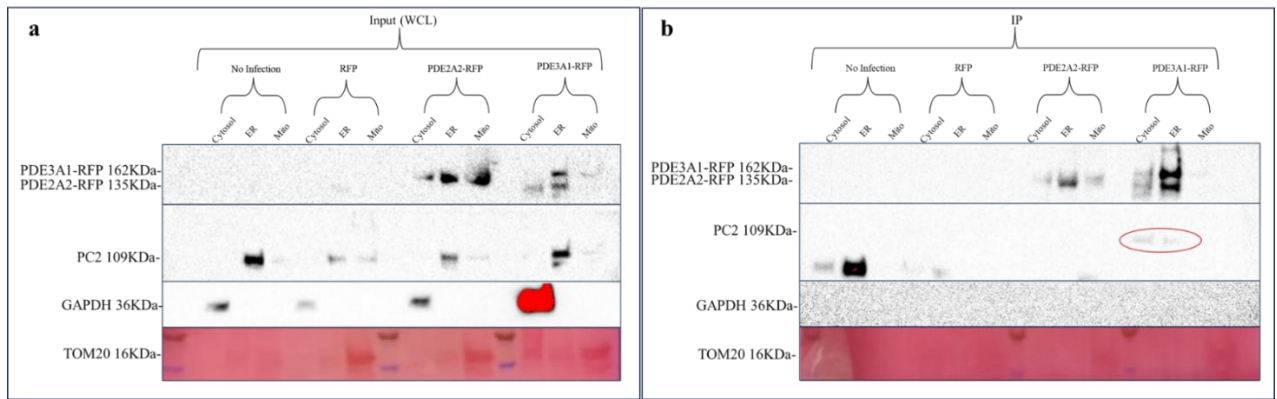 a
Input (WCL)
No Infection RFP PDE2A2-RFP PDE3A1-RFP
Cytosol ER Mito Cytosol ER Mito Cytosol ER Mito Cytosol ER Mito
PDE3A1-RFP 162KDa-
PDE2A2-RFP 135KDa-
PC2 109KDa-
GAPDH 36KDa-
TOM20 16KDa-
b
IP
No Infection RFP PDE2A2-RFP PDE3A1-RFP
Cytosol ER Mito Cytosol ER Mito Cytosol ER Mito Cytosol ER Mito
PDE3A1-RFP 162KDa-
PDE2A2-RFP 135KDa-
PC2 109KDa-
GAPDH 36KDa-
TOM20 16KDa-